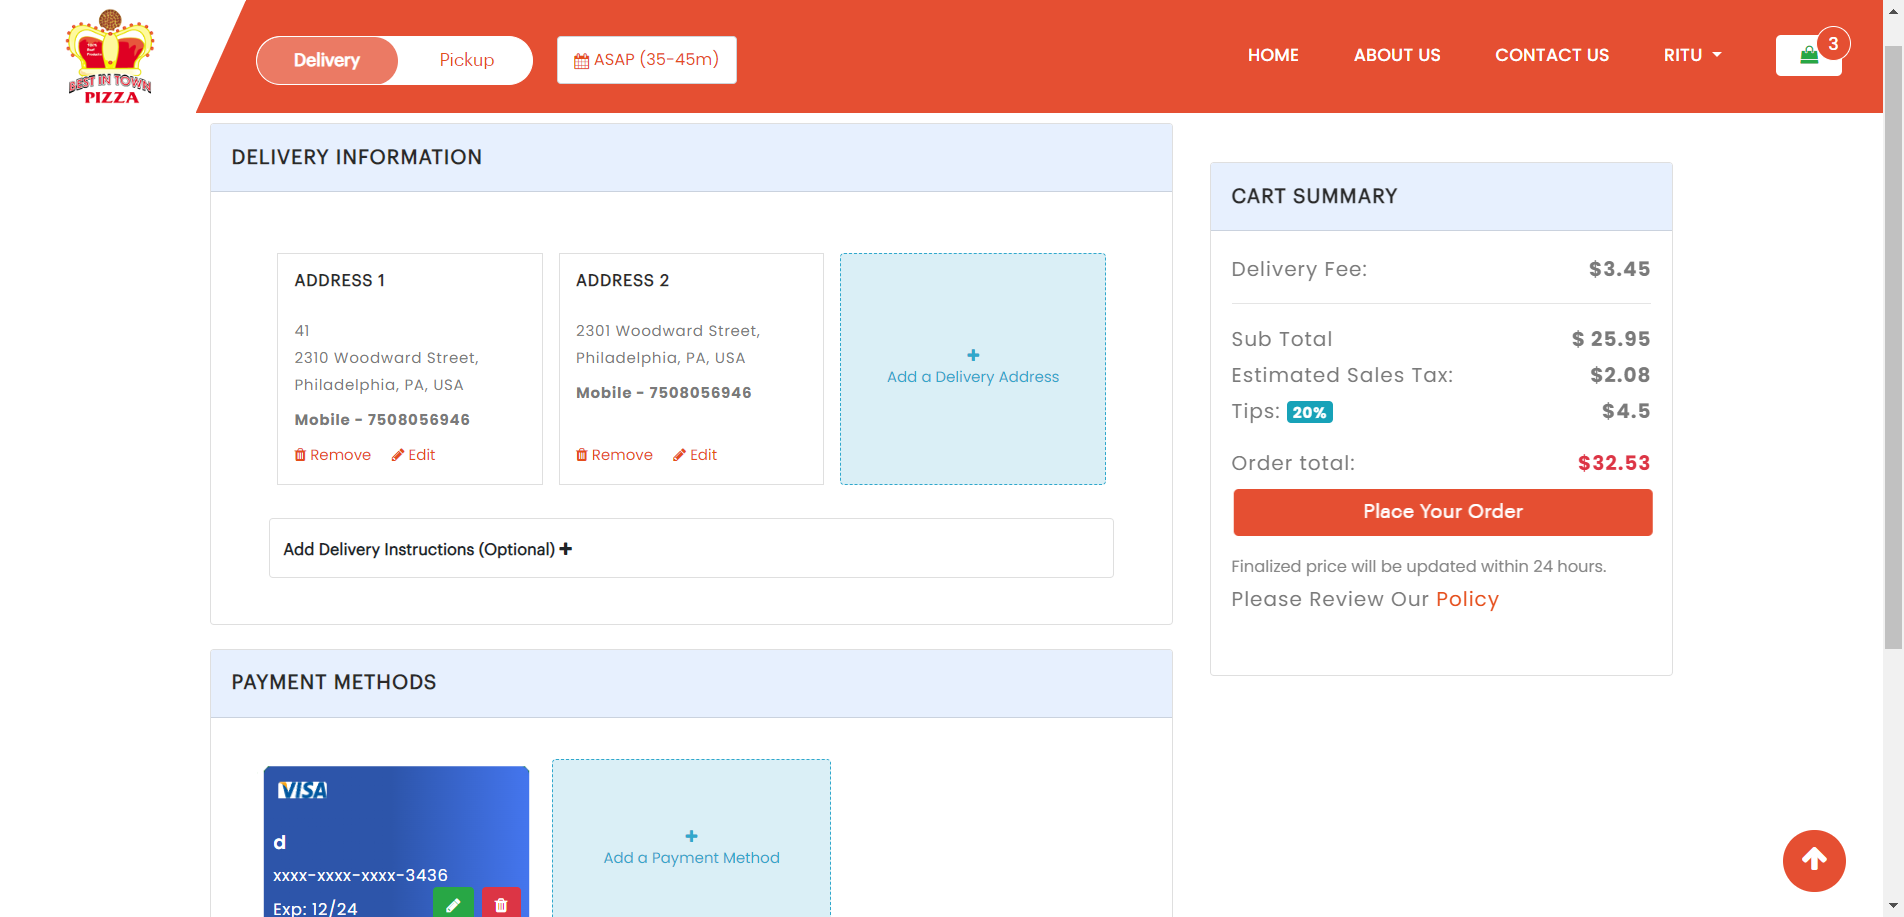 BEST IN TOWN
PIZZA
Delivery
Pickup
ASAP (35-45m)
HOME
ABOUT US
CONTACT US
RITU
3
DELIVERY INFORMATION
ADDRESS 1
41
2310 Woodward Street,
Philadelphia, PA, USA
Mobile - 7508056946
Remove
Edit
ADDRESS 2
2301 Woodward Street,
Philadelphia, PA, USA
Mobile - 7508056946
Remove
Edit
Add a Delivery Address
Add Delivery Instructions (Optional)
CART SUMMARY
Delivery Fee: $3.45
Sub Total $ 25.95
Estimated Sales Tax: $2.08
Tips: 20% $4.5
Order total: $32.53
Place Your Order
Finalized price will be updated within 24 hours.
Please Review Our Policy
PAYMENT METHODS
VISA
d
xxxx-xxxx-xxxx-3436
Exp: 12/24
Add a Payment Method